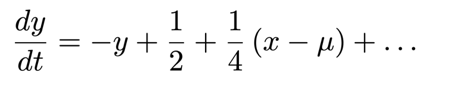 dy/dt = −y + 1/2 + 1/4 (x − μ) + ...